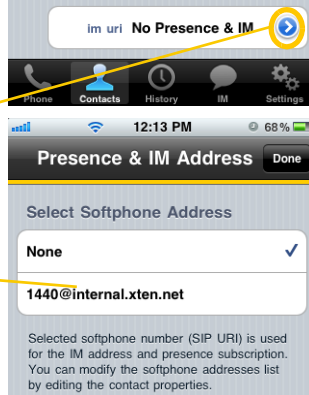 im uri No Presence & IM
Phone Contacts History IM Settings
12:13 PM 68%
Presence & IM Address Done
Select Softphone Address
None
1440@internal.xten.net
Selected softphone number (SIP URI) is used
for the IM address and presence subscription.
You can modify the softphone addresses list
by editing the contact properties.